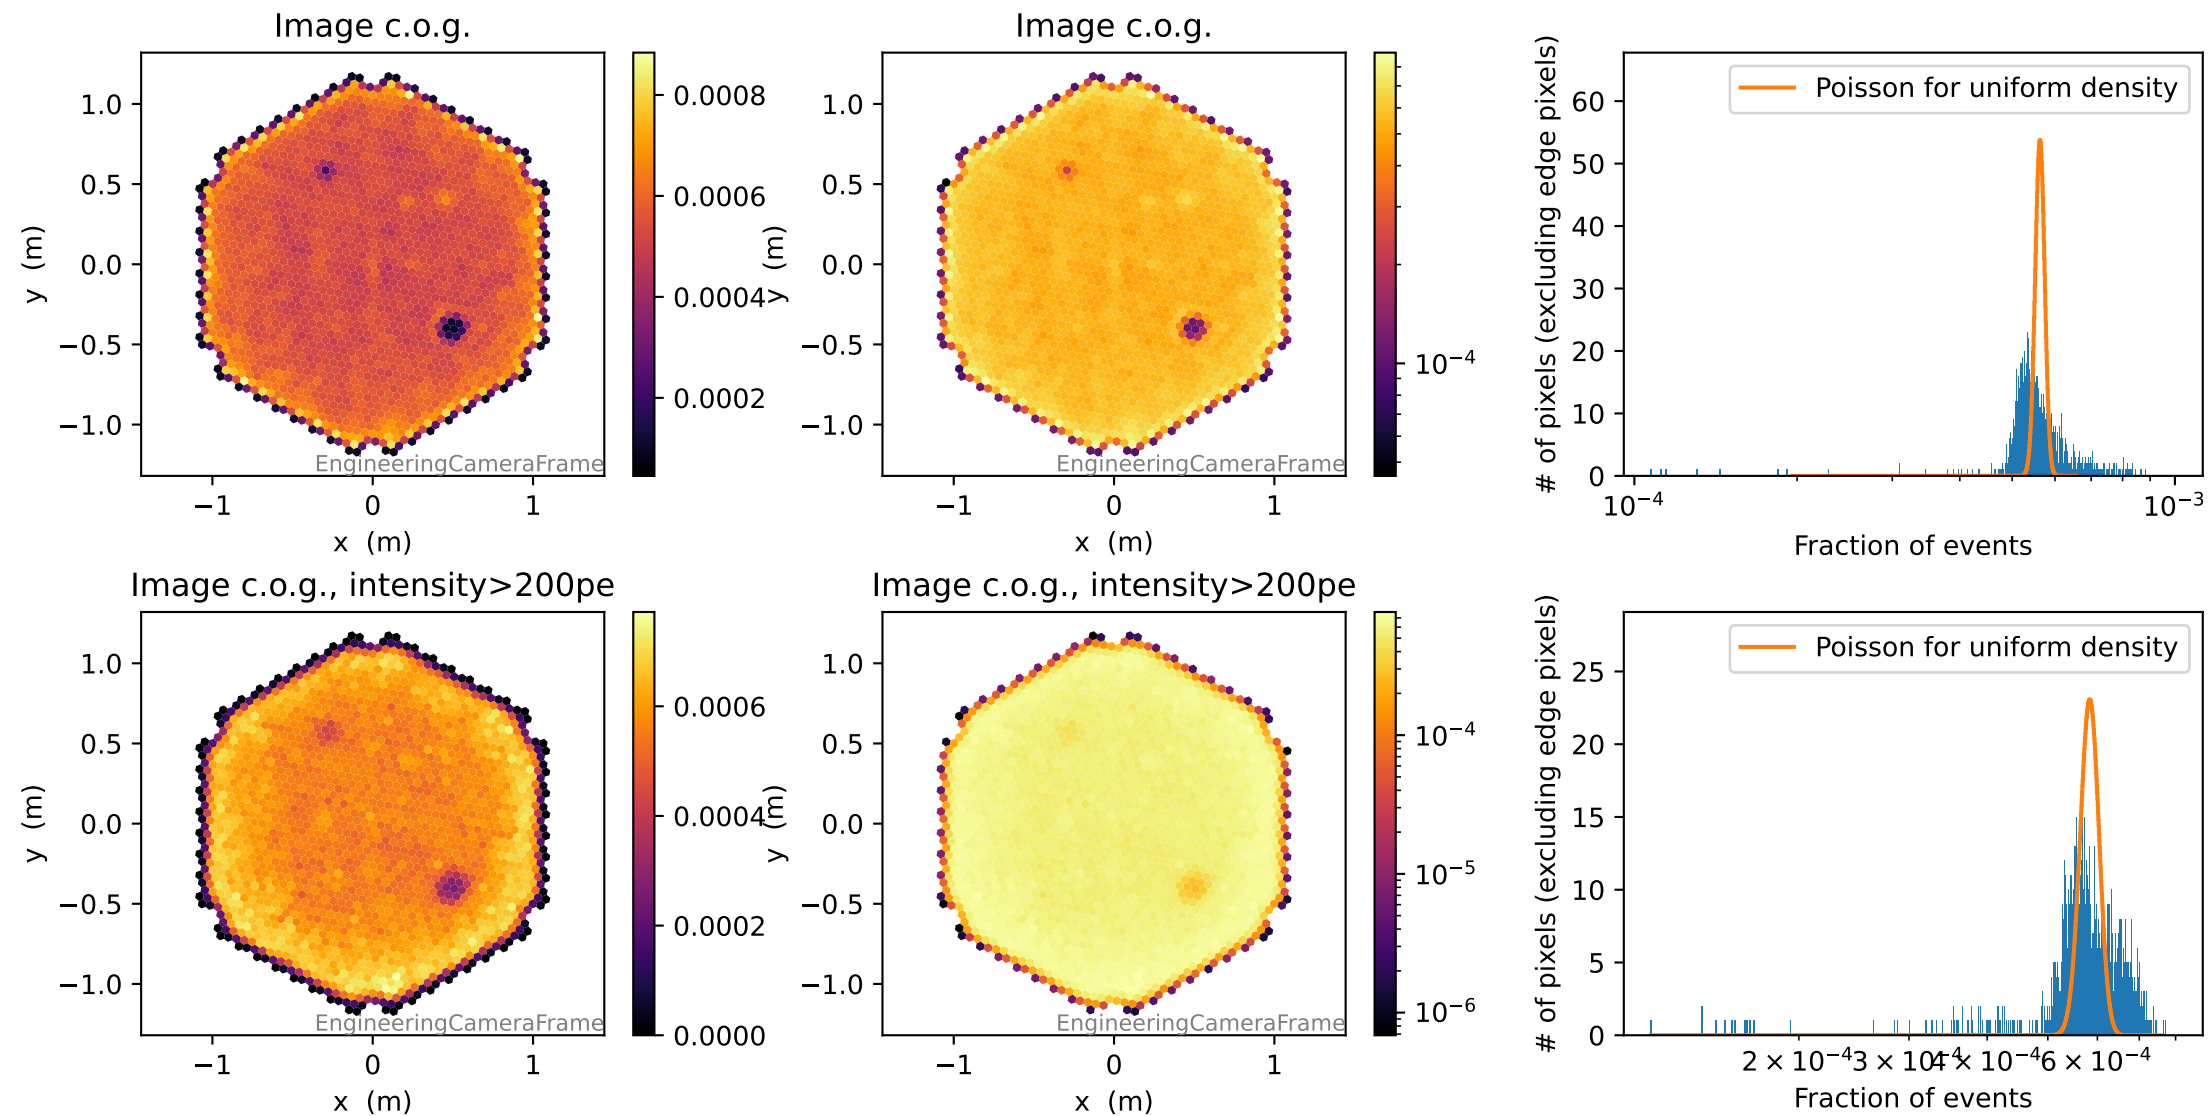 Image c.o.g.
1.0
0.5
0.0
−0.5
−1.0
y (m)
−1 0 1
x (m)
EngineeringCameraFrame
0.0008
0.0006
0.0004
0.0002
Image c.o.g.
1.0
0.5
0.0
−0.5
−1.0
y (m)
−1 0 1
x (m)
EngineeringCameraFrame
10⁻⁴
# of pixels (excluding edge pixels)
60
50
40
30
20
10
0
Poisson for uniform density
10⁻⁴ 10⁻³
Fraction of events
Image c.o.g., intensity>200pe
1.0
0.5
0.0
−0.5
−1.0
y (m)
−1 0 1
x (m)
EngineeringCameraFrame
0.0006
0.0004
0.0002
0.0000
Image c.o.g., intensity>200pe
1.0
0.5
0.0
−0.5
−1.0
y (m)
−1 0 1
x (m)
EngineeringCameraFrame
10⁻⁴
10⁻⁵
10⁻⁶
# of pixels (excluding edge pixels)
25
20
15
10
5
0
Poisson for uniform density
2 × 10⁻⁴ 3 × 10⁻⁴ 4 × 10⁻⁴ 6 × 10⁻⁴
Fraction of events